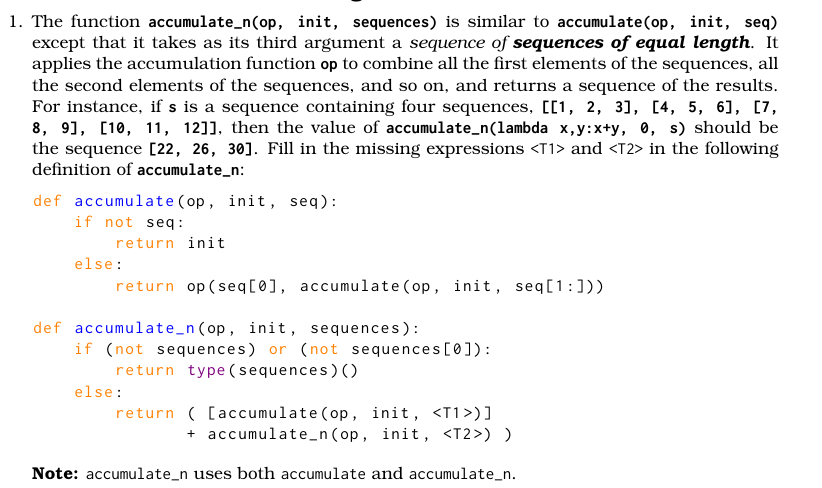 1. The function accumulate_n(op, init, sequences) is similar to accumulate(op, init, seq)
except that it takes as its third argument a sequence of sequences of equal length. It
applies the accumulation function op to combine all the first elements of the sequences, all
the second elements of the sequences, and so on, and returns a sequence of the results.
For instance, if s is a sequence containing four sequences, [[1, 2, 3], [4, 5, 6], [7,
8, 9], [10, 11, 12]], then the value of accumulate_n(lambda x,y:x+y, 0, s) should be
the sequence [22, 26, 30]. Fill in the missing expressions <T1> and <T2> in the following
definition of accumulate_n:
def accumulate(op, init, seq):
    if not seq:
        return init
    else:
        return op(seq[0], accumulate(op, init, seq[1:]))
def accumulate_n(op, init, sequences):
    if (not sequences) or (not sequences[0]):
        return type(sequences)()
    else:
        return ( [accumulate(op, init, <T1>)]
               + accumulate_n(op, init, <T2>) )
Note: accumulate_n uses both accumulate and accumulate_n.